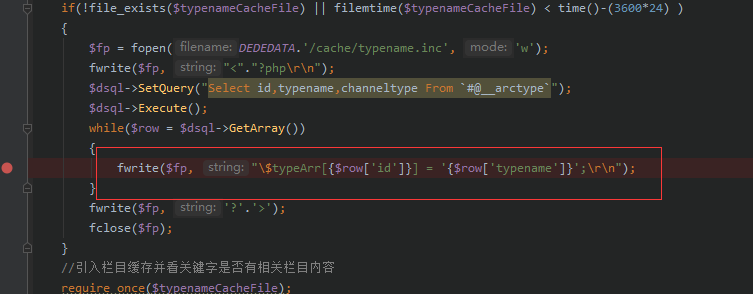 if(!file_exists($typenameCacheFile) || filemtime($typenameCacheFile) < time()-(3600*24) )
{
$fp = fopen( filename: DEDEDATA.'/cache/typename.inc', mode: 'w');
fwrite($fp, string: "<"."?php\r\n");
$dsql->SetQuery("Select id,typename,channeltype From `#@__arctype`");
$dsql->Execute();
while($row = $dsql->GetArray())
{
fwrite($fp, string: "\$typeArr[{$row['id']}] = '{$row['typename']}';\r\n");
}
fwrite($fp, string: '?'.'>');
fclose($fp);
}
//引入栏目缓存并看关键字是否有相关栏目内容
require_once($typenameCacheFile);